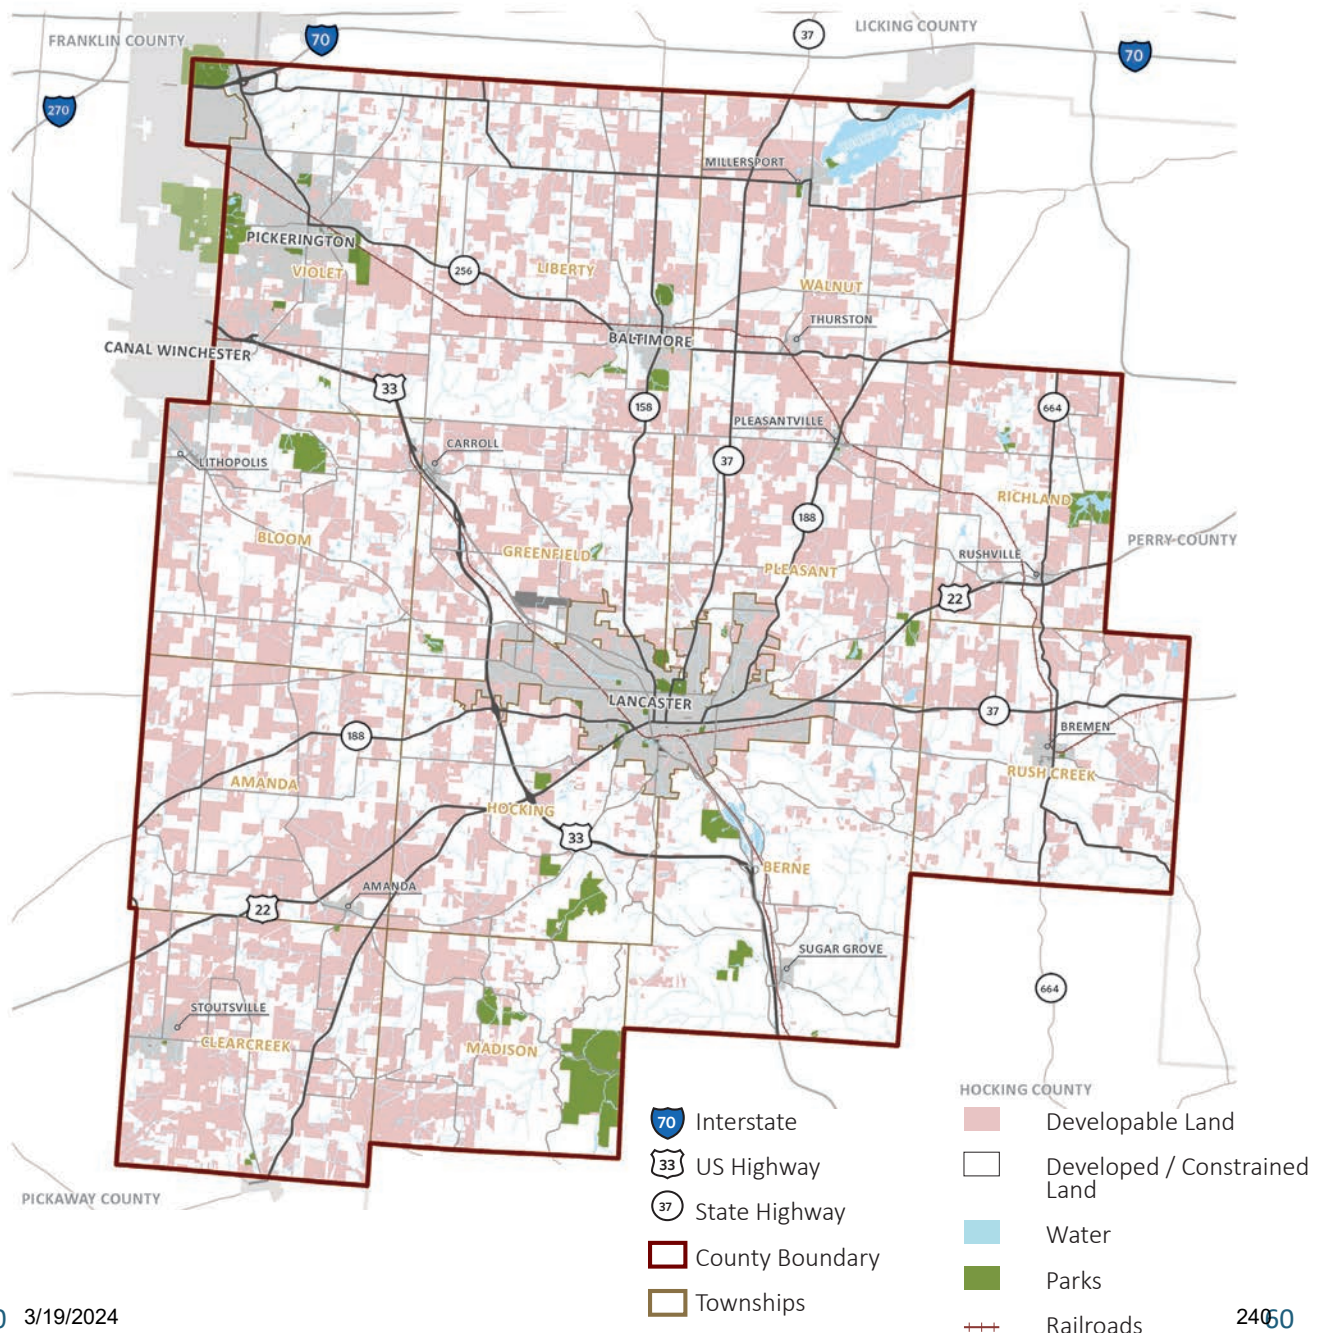 FRANKLIN COUNTY
70
37
LICKING COUNTY
70
270
MILLERSPORT
PICKERINGTON
VIOLET
256
LIBERTY
WALNUT
THURSTON
BALTIMORE
CANAL WINCHESTER
33
158
664
PLEASANTVILLE
CARROLL
37
LITHOPOLIS
RICHLAND
188
BLOOM
GREENFIELD
PERRY COUNTY
RUSHVILLE
PLEASANT
22
LANCASTER
37
188
BREMEN
AMANDA
RUSH CREEK
HOCKING
33
BERNE
AMANDA
22
SUGAR GROVE
664
STOUTSVILLE
CLEARCREEK
MADISON
HOCKING COUNTY
PICKAWAY COUNTY
70 Interstate
33 US Highway
37 State Highway
County Boundary
Townships
Developable Land
Developed / Constrained
Land
Water
Parks
Railroads
0 3/19/2024
24060